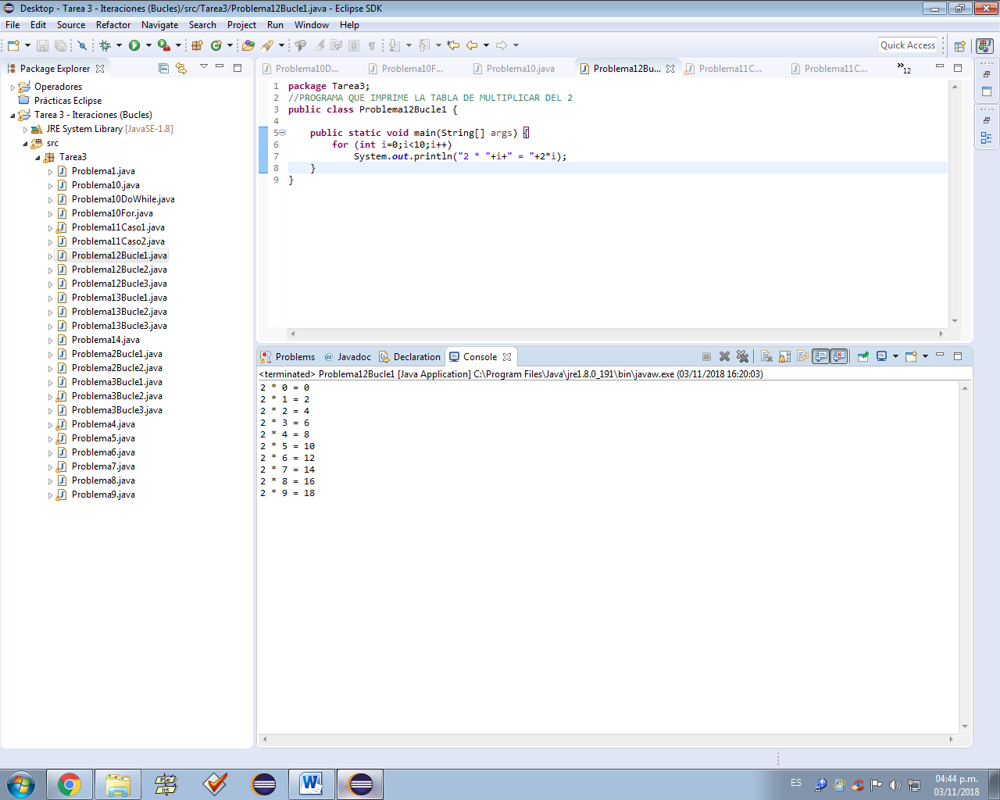 Desktop - Tarea 3 - Iteraciones (Bucles)/src/Tarea3/Problema12Bucle1.java - Eclipse SDK
File Edit Source Refactor Navigate Search Project Run Window Help
Quick Access
Package Explorer
Operadores
Prácticas Eclipse
Tarea 3 - Iteraciones (Bucles)
JRE System Library [JavaSE-1.8]
src
Tarea3
Problema1.java
Problema10.java
Problema10DoWhile.java
Problema10For.java
Problema11Caso1.java
Problema11Caso2.java
Problema12Bucle1.java
Problema12Bucle2.java
Problema12Bucle3.java
Problema13Bucle1.java
Problema13Bucle2.java
Problema13Bucle3.java
Problema14.java
Problema2Bucle1.java
Problema2Bucle2.java
Problema3Bucle1.java
Problema3Bucle2.java
Problema3Bucle3.java
Problema4.java
Problema5.java
Problema6.java
Problema7.java
Problema8.java
Problema9.java
Problema10D... Problema10F... Problema10.java Problema12Bu... Problema11C... Problema11C... »12
1 package Tarea3;
2 //PROGRAMA QUE IMPRIME LA TABLA DE MULTIPLICAR DEL 2
3 public class Problema12Bucle1 {
4
5 public static void main(String[] args) {
6 for (int i=0;i<10;i++)
7 System.out.println("2 * "+i+" = "+2*i);
8 }
9 }
Problems @ Javadoc Declaration Console
<terminated> Problema12Bucle1 [Java Application] C:\Program Files\Java\jre1.8.0_191\bin\javaw.exe (03/11/2018 16:20:03)
2 * 0 = 0
2 * 1 = 2
2 * 2 = 4
2 * 3 = 6
2 * 4 = 8
2 * 5 = 10
2 * 6 = 12
2 * 7 = 14
2 * 8 = 16
2 * 9 = 18
PSe
Int
W
ES
04:44 p.m.
03/11/2018